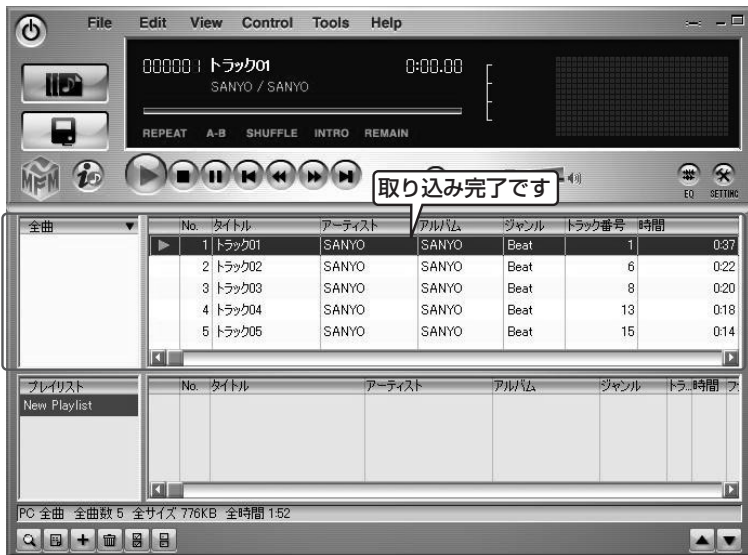 File Edit View Control Tools Help
000001 トラック01 0:00.00
SANYO / SANYO
REPEAT A-B SHUFFLE INTRO REMAIN
MFM
EQ SETTING
取り込み完了です
全曲
No. タイトル アーティスト アルバム ジャンル トラック番号 時間
1 トラック01 SANYO SANYO Beat 1 0:37
2 トラック02 SANYO SANYO Beat 6 0:22
3 トラック03 SANYO SANYO Beat 8 0:20
4 トラック04 SANYO SANYO Beat 13 0:18
5 トラック05 SANYO SANYO Beat 15 0:14
プレイリスト
No. タイトル アーティスト アルバム ジャンル トラ...時間
New Playlist
PC 全曲 全曲数 5 全サイズ 776KB 全時間 1:52